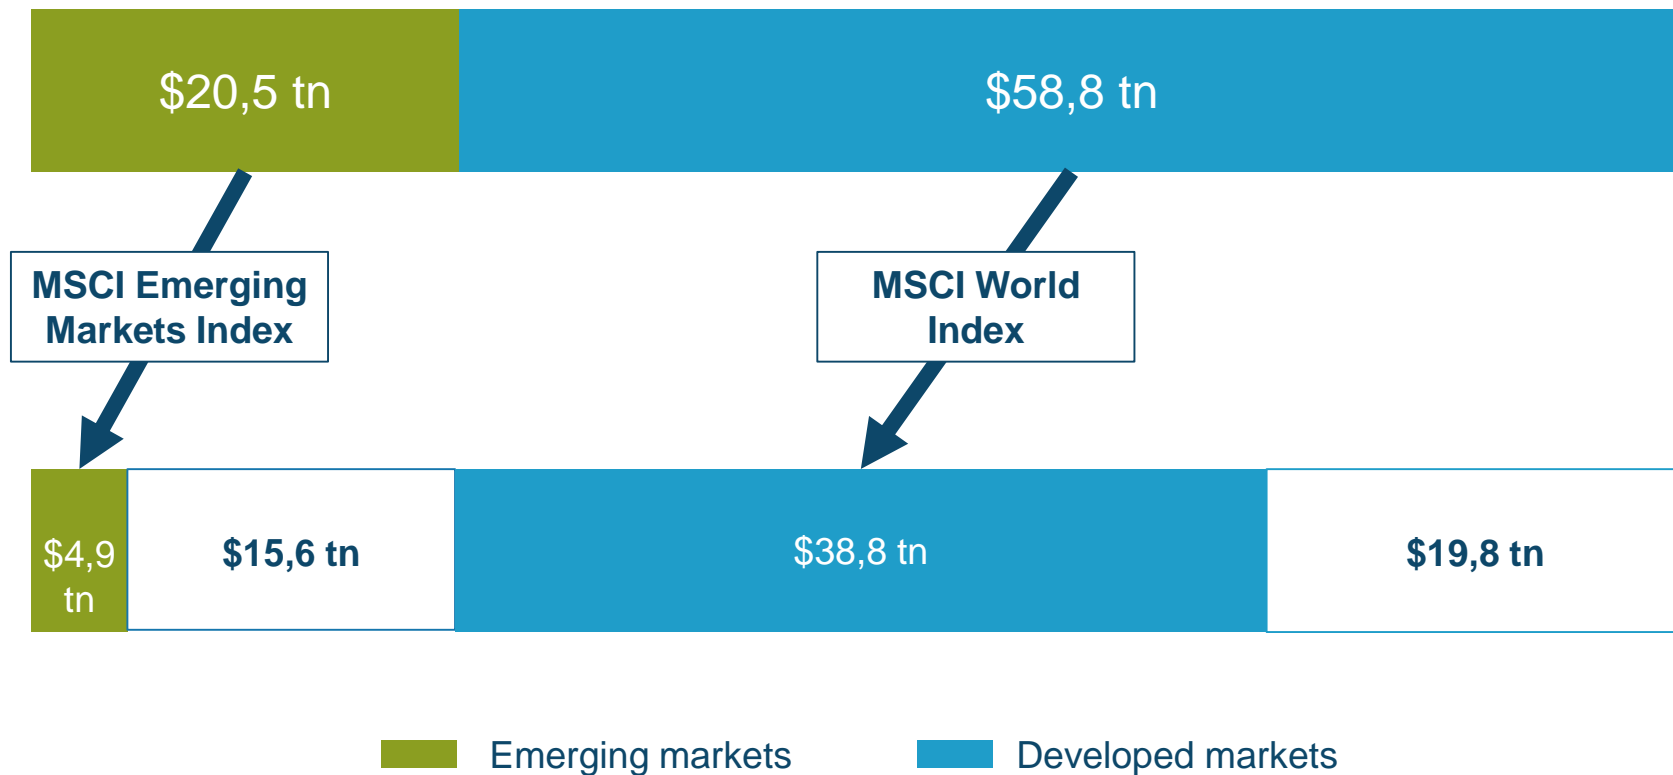 $20,5 tn
$58,8 tn
MSCI Emerging
Markets Index
MSCI World
Index
$4,9
tn
$15,6 tn
$38,8 tn
$19,8 tn
Emerging markets
Developed markets